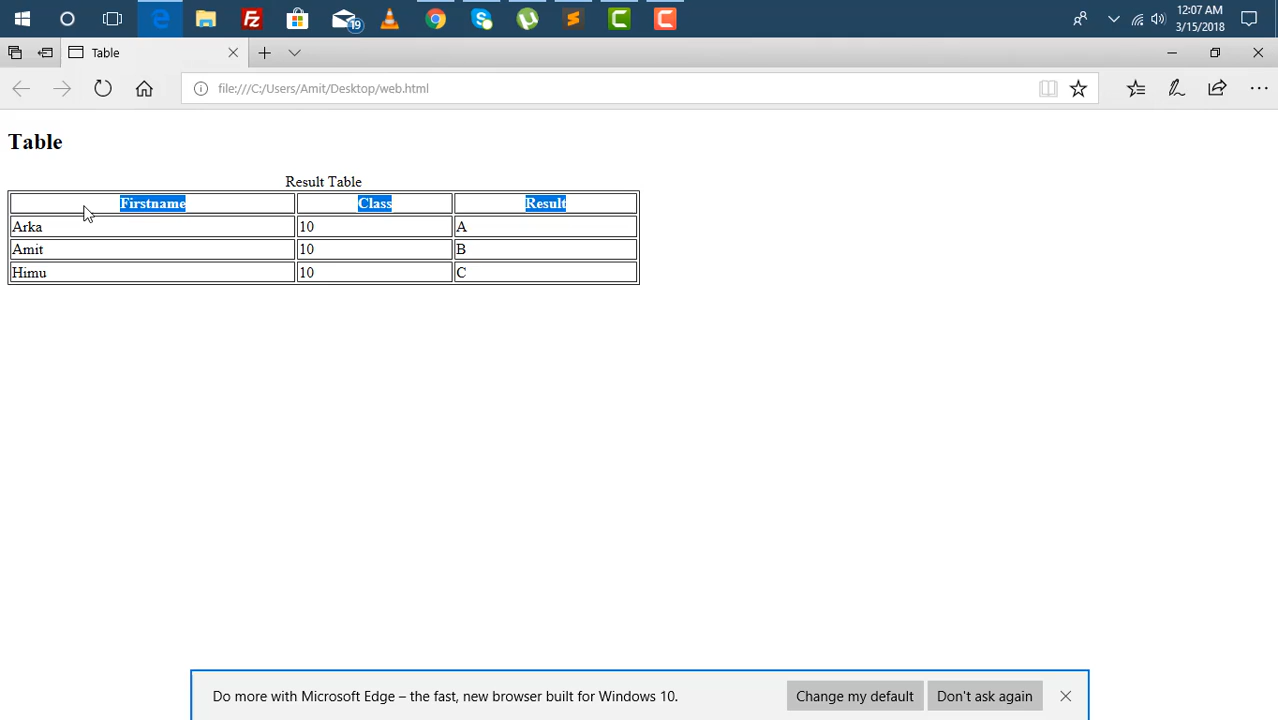 12:07 AM
19
3/15/2018
Table
file:///C:/Users/Amit/Desktop/web.html
Table
Result Table
Firstname Class Result
Arka 10 A
Amit 10 B
Himu 10 C
Do more with Microsoft Edge – the fast, new browser built for Windows 10. Change my default Don't ask again